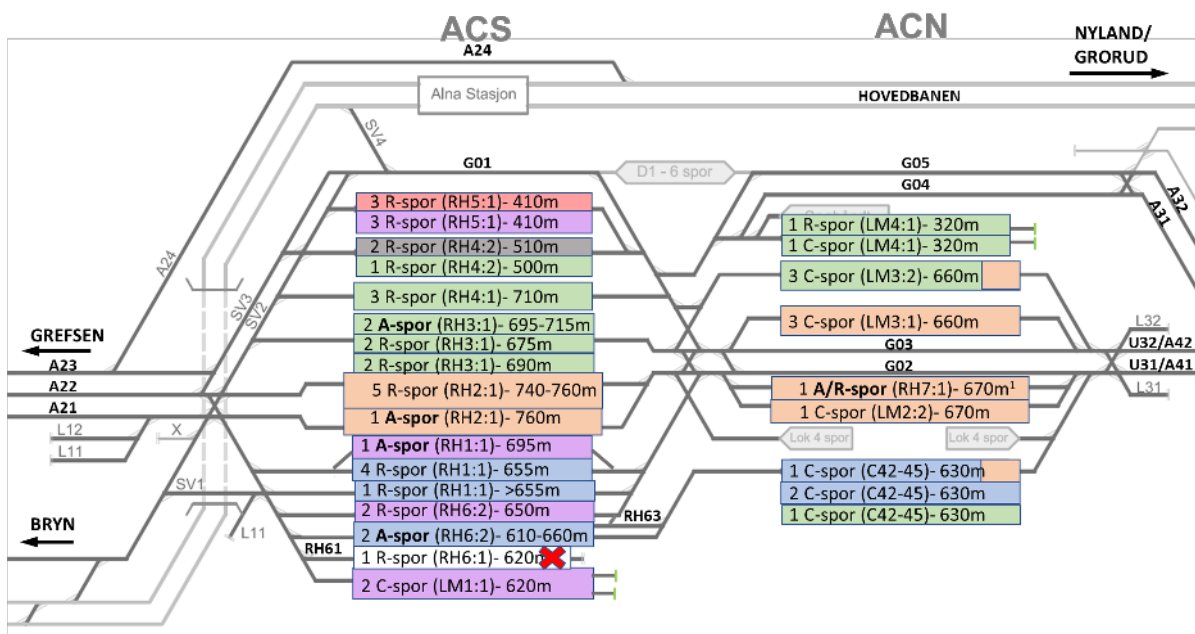 ACS
ACN
NYLAND/
GRORUD
A24
Alna Stasjon
HOVEDBANEN
SV4
G01
D1 - 6 spor
G05
G04
A32
A31
3 R-spor (RH5:1)- 410m
3 R-spor (RH5:1)- 410m
2 R-spor (RH4:2)- 510m
1 R-spor (RH4:2)- 500m
3 R-spor (RH4:1)- 710m
2 A-spor (RH3:1)- 695-715m
2 R-spor (RH3:1)- 675m
2 R-spor (RH3:1)- 690m
5 R-spor (RH2:1)- 740-760m
1 A-spor (RH2:1)- 760m
1 A-spor (RH1:1)- 695m
4 R-spor (RH1:1)- 655m
1 R-spor (RH1:1)- >655m
2 R-spor (RH6:2)- 650m
2 A-spor (RH6:2)- 610-660m
1 R-spor (RH6:1)- 620m
2 C-spor (LM1:1)- 620m
1 R-spor (LM4:1)- 320m
1 C-spor (LM4:1)- 320m
3 C-spor (LM3:2)- 660m
3 C-spor (LM3:1)- 660m
G03
G02
1 A/R-spor (RH7:1)- 670m¹
1 C-spor (LM2:2)- 670m
Lok 4 spor
Lok 4 spor
1 C-spor (C42-45)- 630m
2 C-spor (C42-45)- 630m
1 C-spor (C42-45)- 630m
L32
U32/A42
U31/A41
L31
A24
SV3
SV2
GREFSEN
A23
A22
A21
L12
L11
X
SV1
L11
BRYN
RH61
RH63